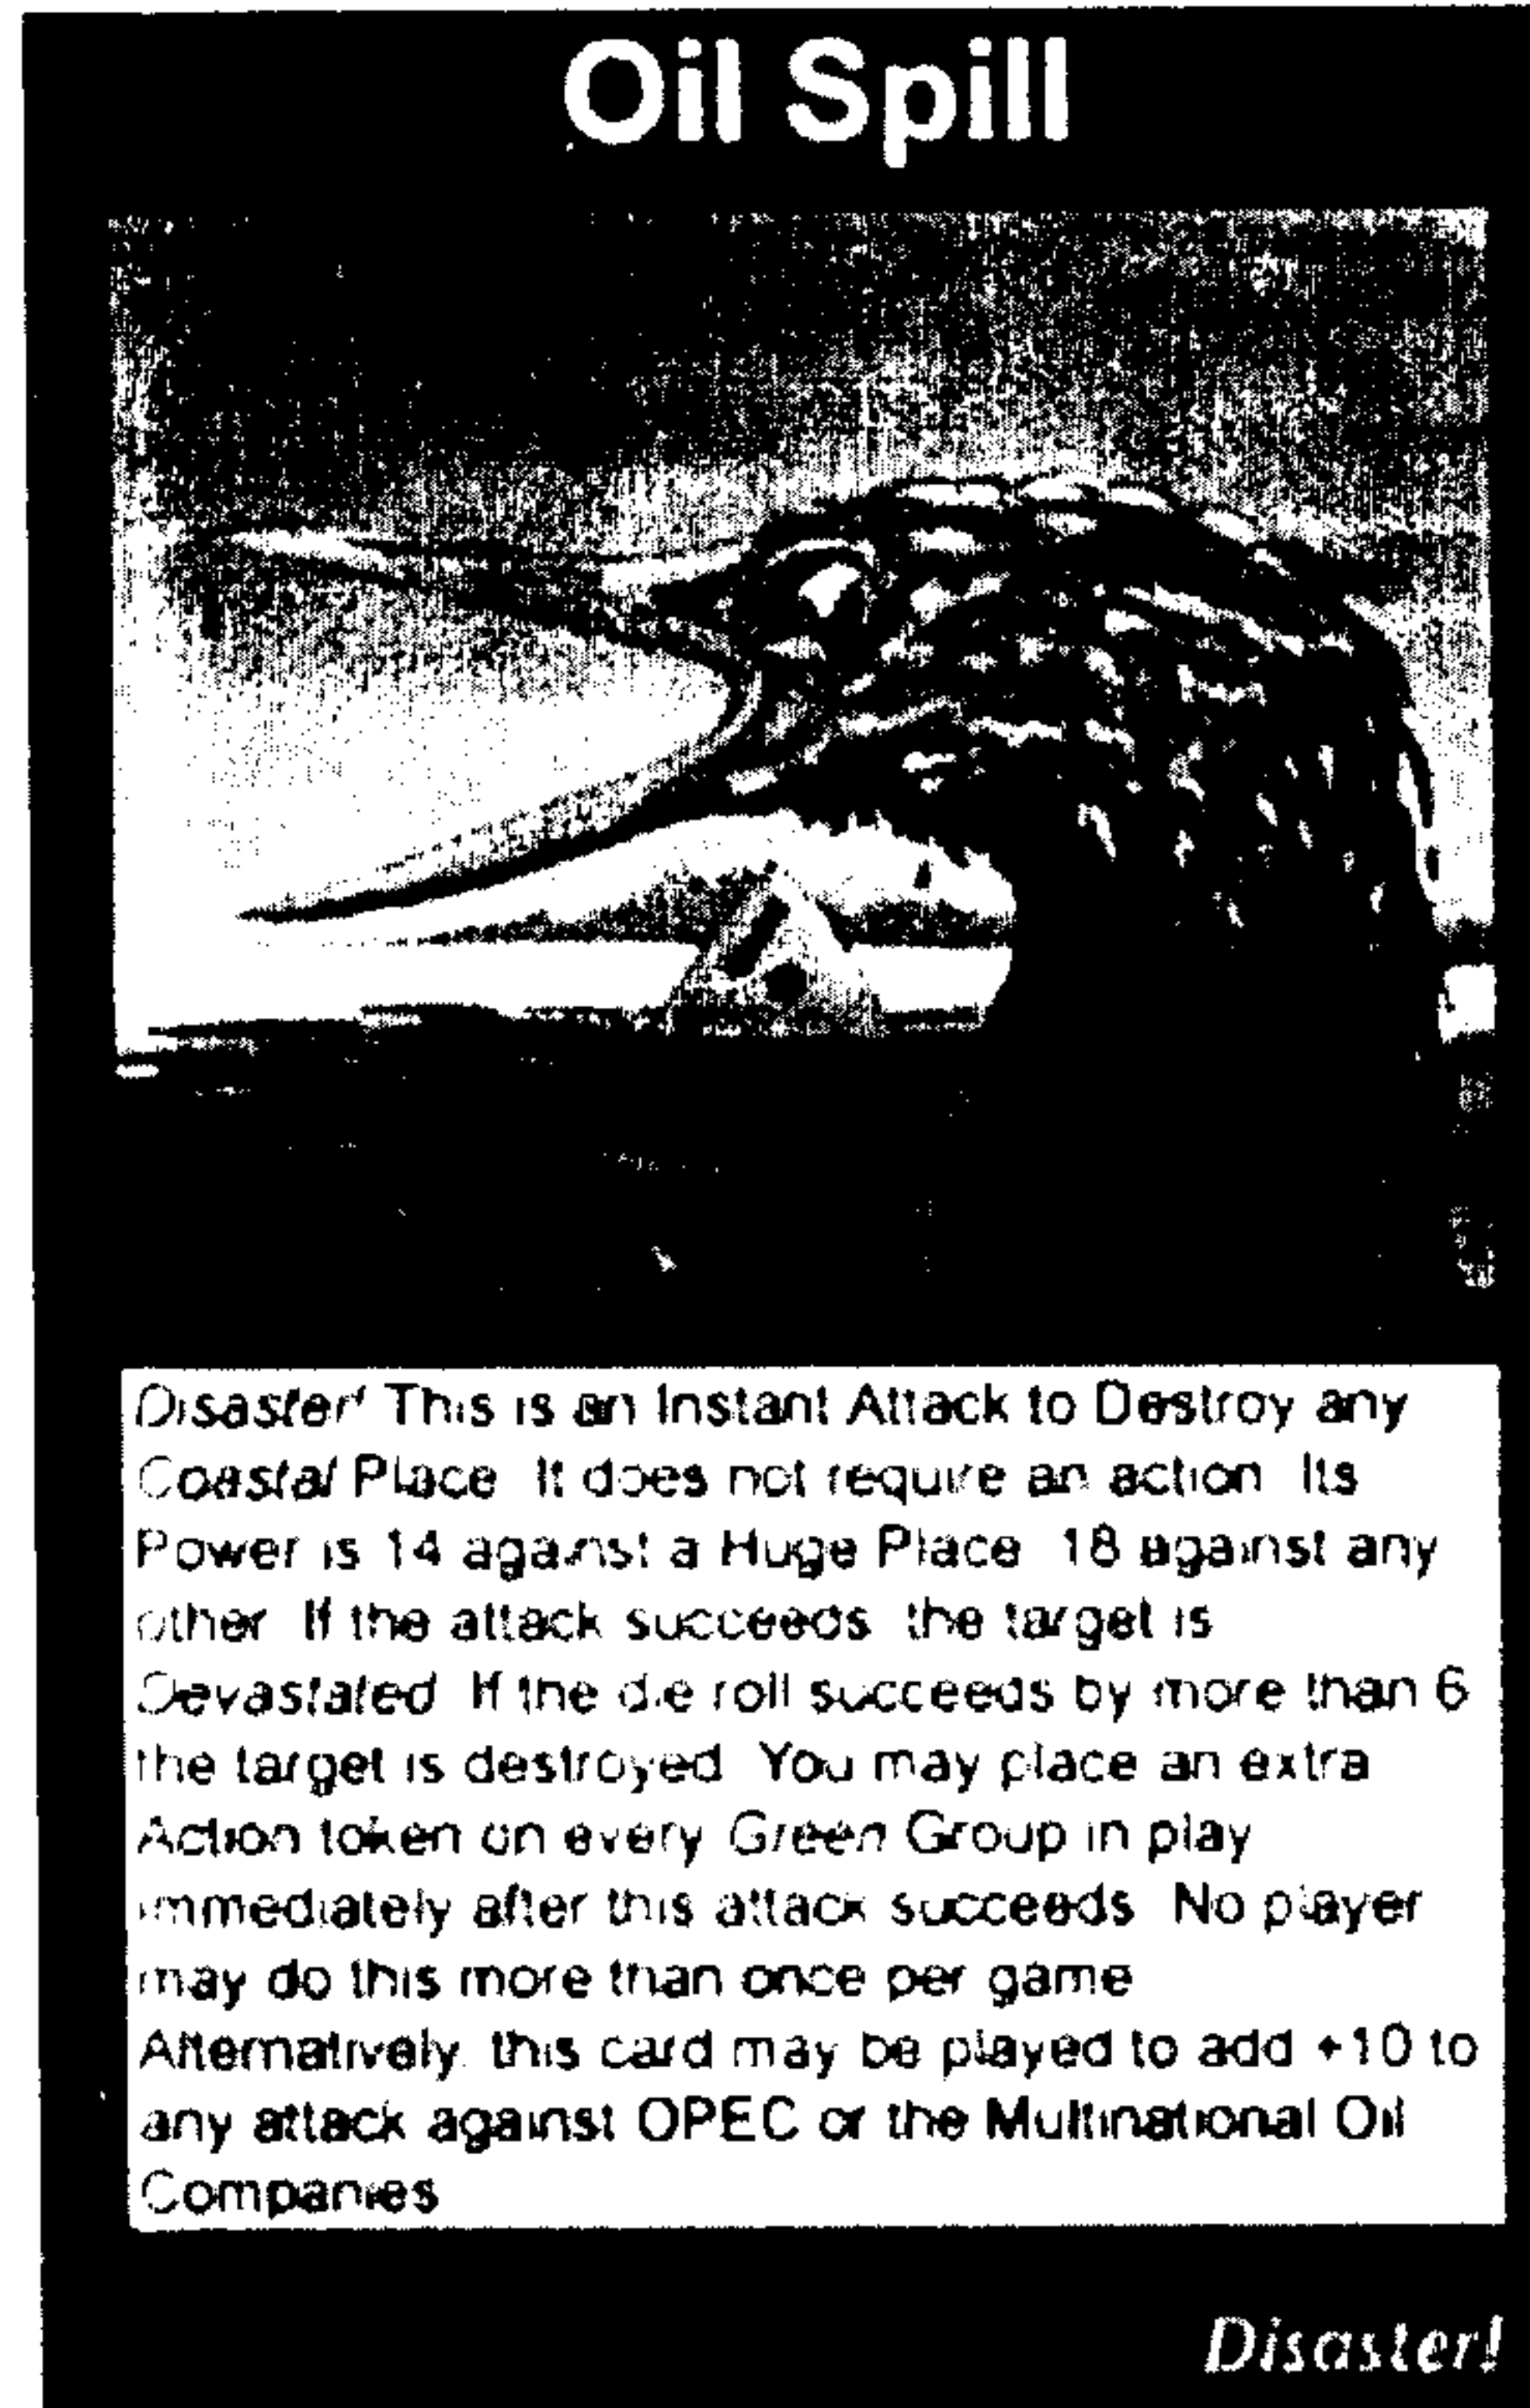 Oil Spill
Disaster! This is an Instant Attack to Destroy any
Coastal Place. It does not require an action. Its
Power is 14 against a Huge Place, 18 against any
other. If the attack succeeds, the target is
Devastated. If the die roll succeeds by more than 6
the target is destroyed. You may place an extra
Action token on every Green Group in play
immediately after this attack succeeds. No player
may do this more than once per game.
Alternatively, this card may be played to add +10 to
any attack against OPEC or the Multinational Oil
Companies
Disaster!